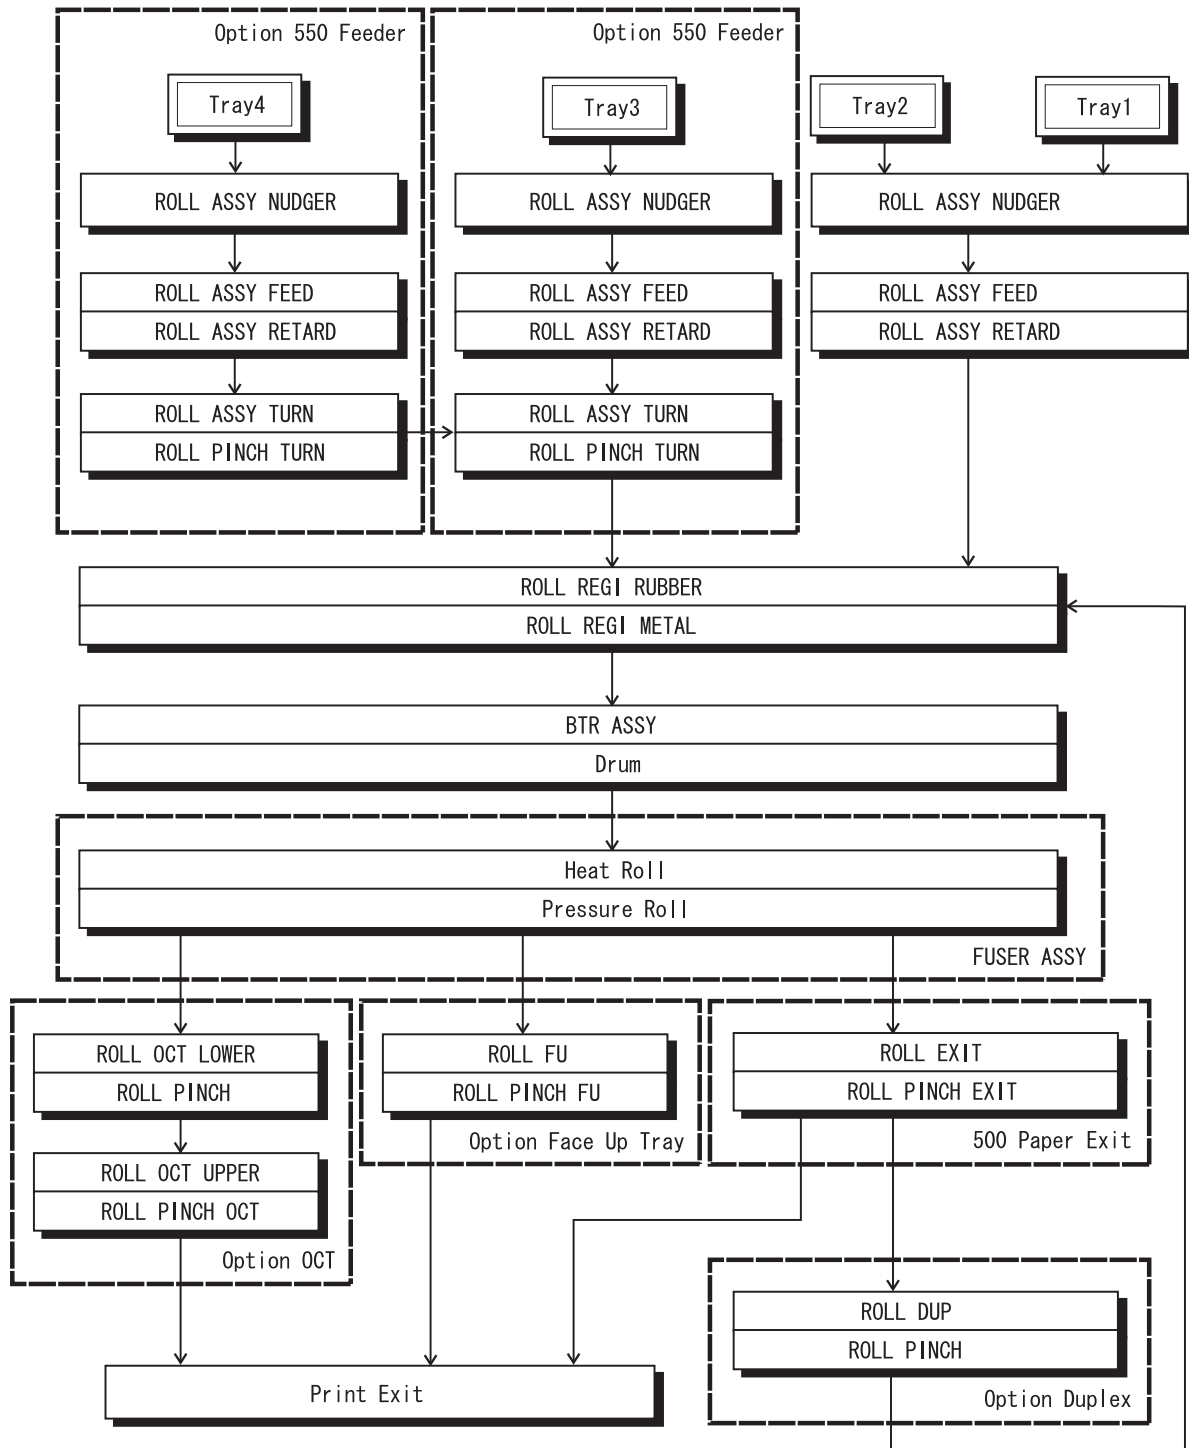 Option 550 Feeder
Option 550 Feeder
Tray4
Tray3
Tray2
Tray1
ROLL ASSY NUDGER
ROLL ASSY NUDGER
ROLL ASSY NUDGER
ROLL ASSY FEED
ROLL ASSY RETARD
ROLL ASSY FEED
ROLL ASSY RETARD
ROLL ASSY FEED
ROLL ASSY RETARD
ROLL ASSY TURN
ROLL PINCH TURN
ROLL ASSY TURN
ROLL PINCH TURN
ROLL REGI RUBBER
ROLL REGI METAL
BTR ASSY
Drum
Heat Roll
Pressure Roll
FUSER ASSY
ROLL OCT LOWER
ROLL PINCH
ROLL FU
ROLL PINCH FU
Option Face Up Tray
ROLL EXIT
ROLL PINCH EXIT
500 Paper Exit
ROLL OCT UPPER
ROLL PINCH OCT
Option OCT
ROLL DUP
ROLL PINCH
Option Duplex
Print Exit